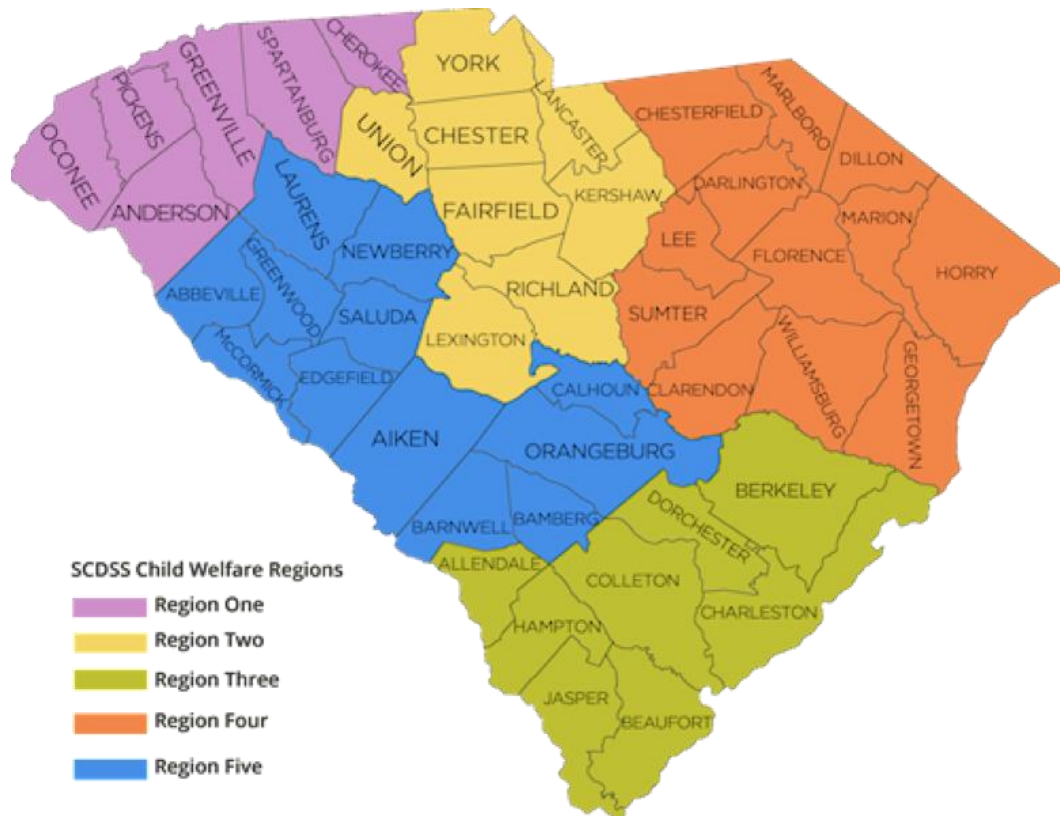 CHEROKEE
SPARTANBURG
GREENVILLE
PICKENS
OCONEE
ANDERSON
YORK
UNION
CHESTER
LANCASTER
FAIRFIELD
KERSHAW
RICHLAND
LEXINGTON
CHESTERFIELD
MARLBORO
DILLON
DARLINGTON
MARION
LEE
FLORENCE
HORRY
SUMTER
WILLIAMSBURG
GEORGETOWN
CLARENDON
LAURENS
NEWBERRY
ABBEVILLE
GREENWOOD
SALUDA
McCORMICK
EDGEFIELD
AIKEN
CALHOUN
ORANGEBURG
BARNWELL
BAMBERG
BERKELEY
DORCHESTER
ALLENDALE
COLLETON
CHARLESTON
HAMPTON
JASPER
BEAUFORT
SCDSS Child Welfare Regions
Region One
Region Two
Region Three
Region Four
Region Five